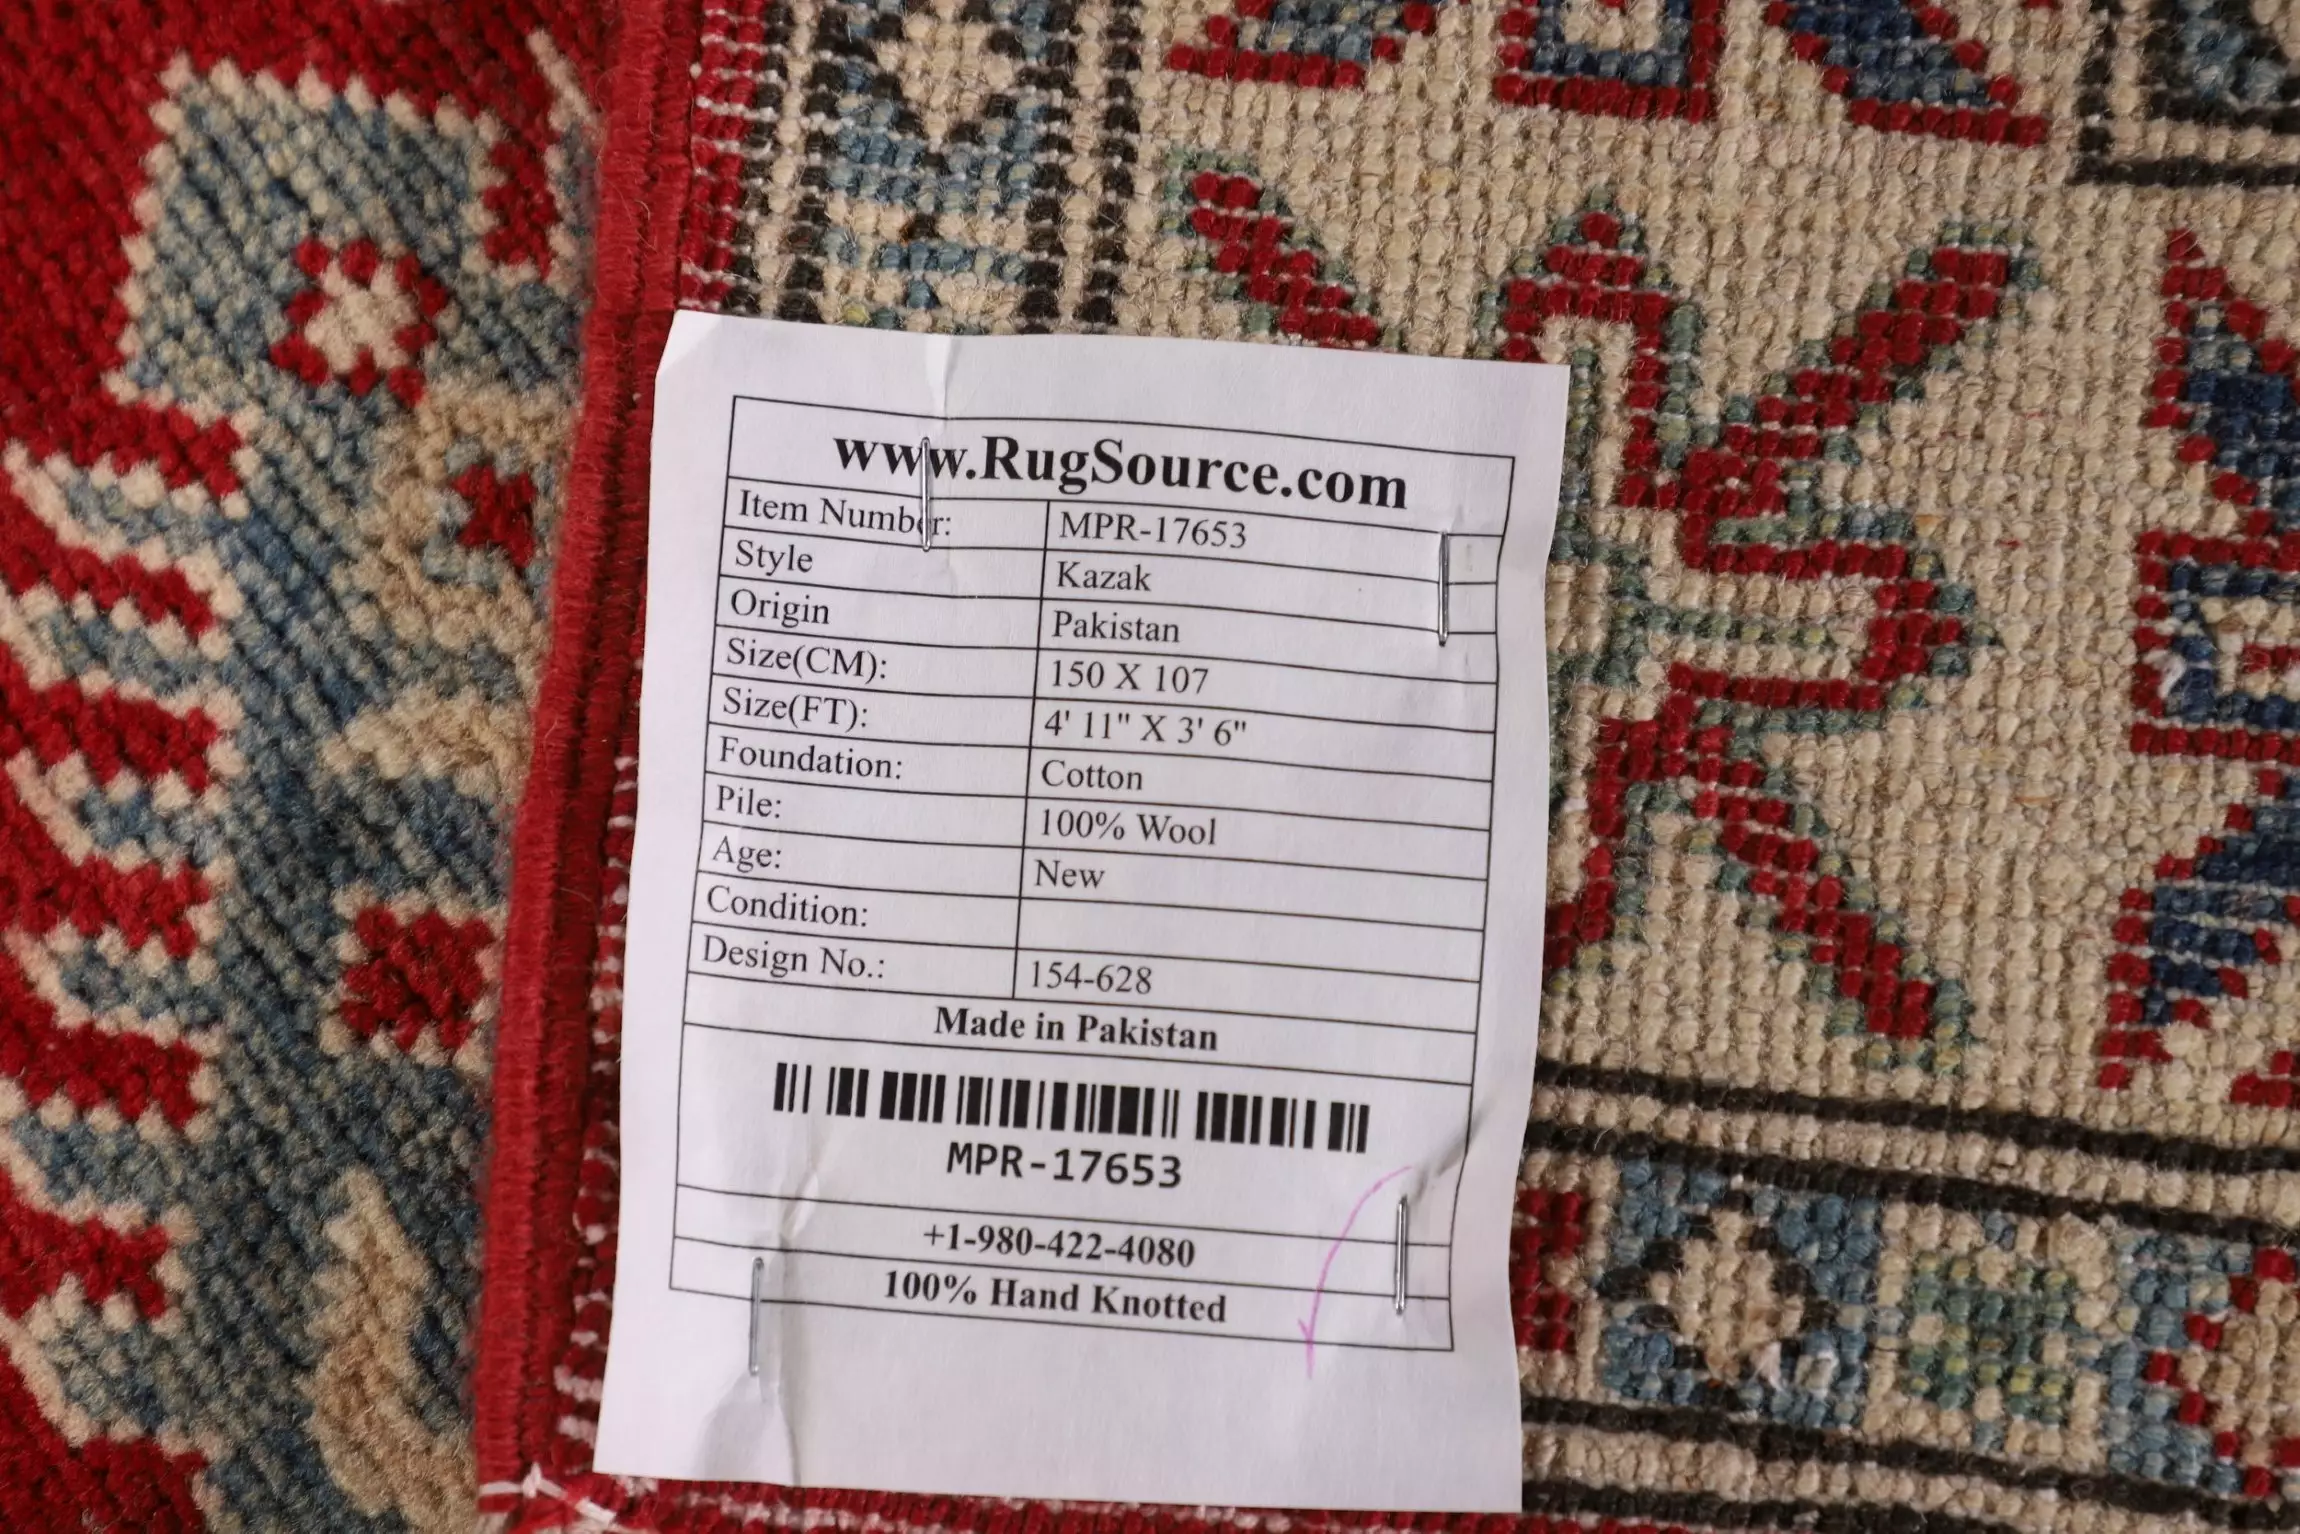 www.RugSource.com
Item Number: MPR-17653
Style Kazak
Origin Pakistan
Size(CM): 150 X 107
Size(FT): 4' 11" X 3' 6"
Foundation: Cotton
Pile: 100% Wool
Age: New
Condition:
Design No.: 154-628
Made in Pakistan
MPR-17653
+1-980-422-4080
100% Hand Knotted